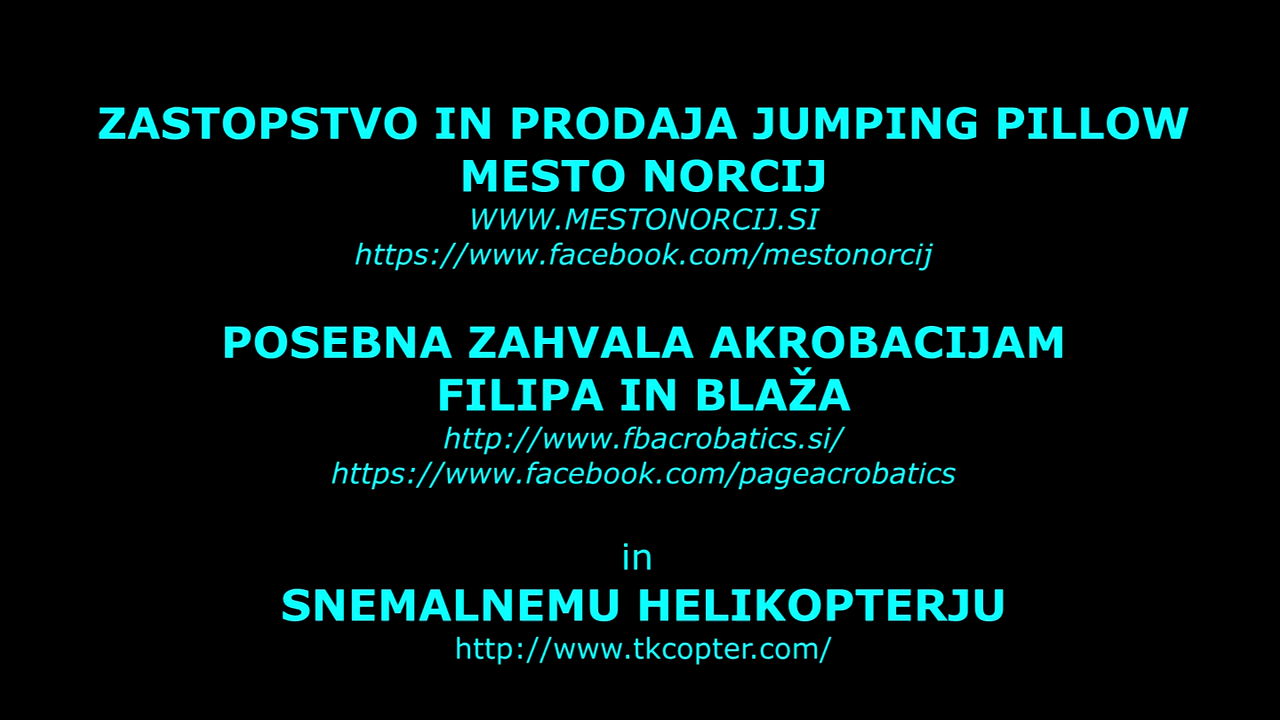 ZASTOPSTVO IN PRODAJA JUMPING PILLOW
MESTO NORCIJ
WWW.MESTONORCIJ.SI
https://www.facebook.com/mestonorcij
POSEBNA ZAHVALA AKROBACIJAM
FILIPA IN BLAŽA
http://www.fbacrobatics.si/
https://www.facebook.com/pageacrobatics
in
SNEMALNEMU HELIKOPTERJU
http://www.tkcopter.com/